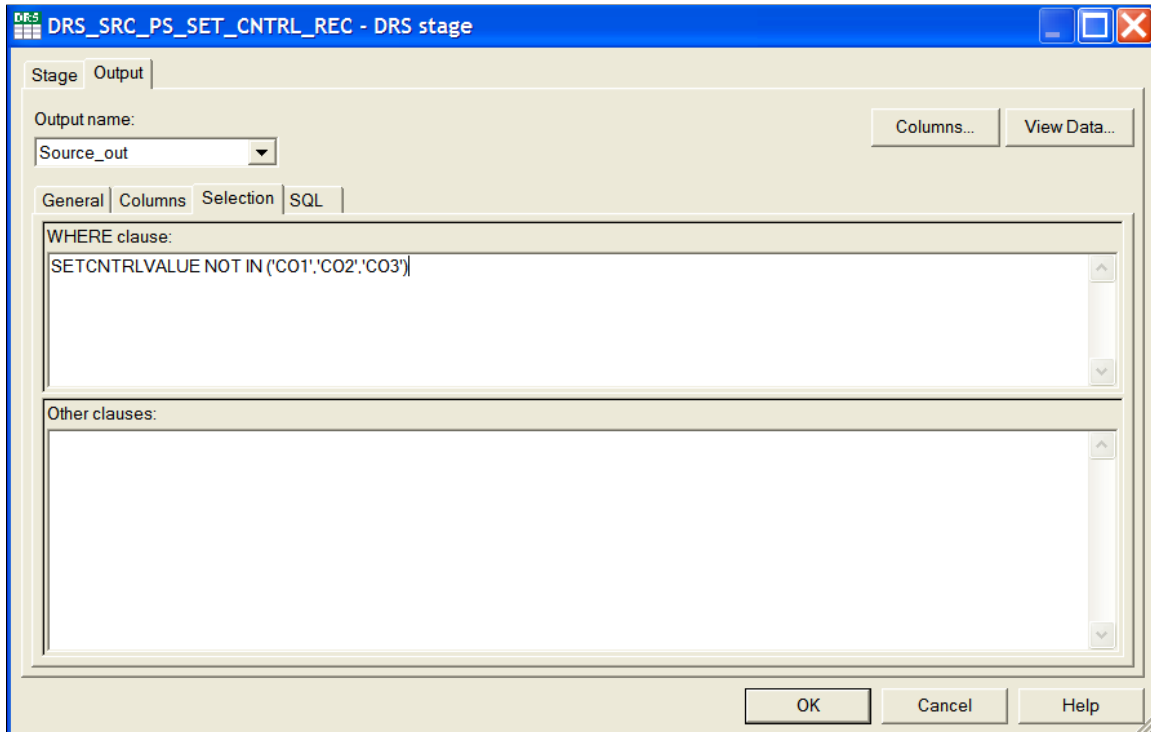 DRS
DRS_SRC_PS_SET_CNTRL_REC - DRS stage
Stage Output
Output name:
Columns... View Data...
Source_out
General Columns Selection SQL
WHERE clause:
SETCNTRLVALUE NOT IN ('CO1','CO2','CO3')
Other clauses:
OK Cancel Help